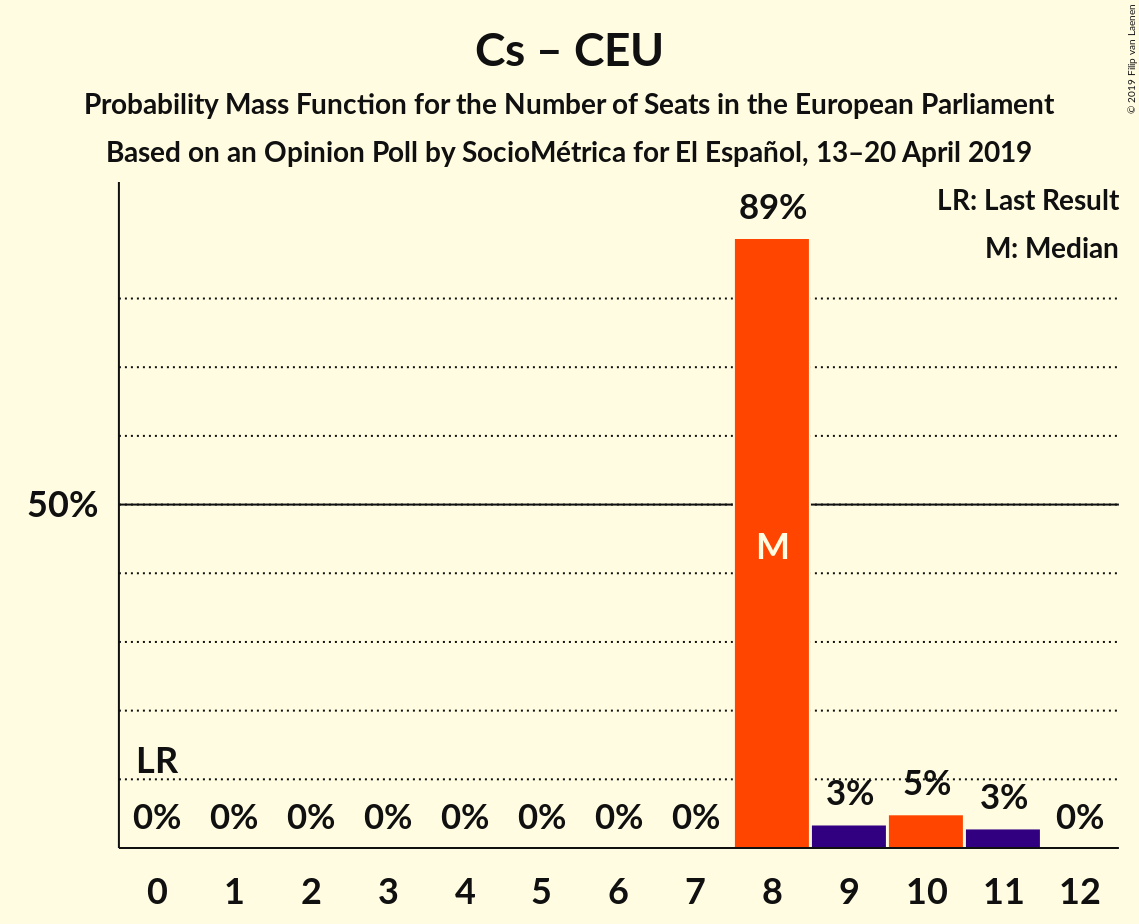 Cs – CEU
Probability Mass Function for the Number of Seats in the European Parliament
Based on an Opinion Poll by SocioMétrica for El Español, 13–20 April 2019
© 2019 Filip van Laenen
LR: Last Result
M: Median
89%
50%
M
LR
0% 0% 0% 0% 0% 0% 0% 0% 3% 5% 3% 0%
0 1 2 3 4 5 6 7 8 9 10 11 12